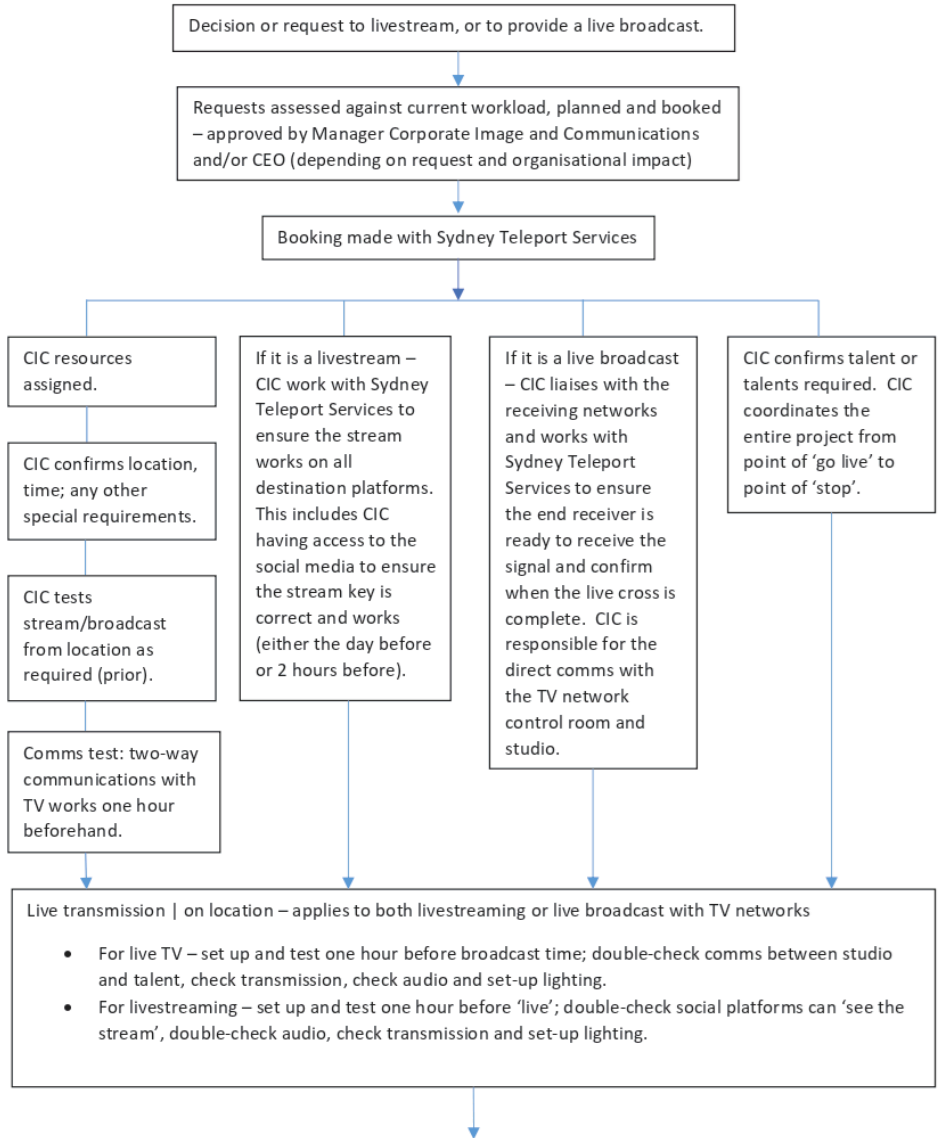 Decision or request to livestream, or to provide a live broadcast.
Requests assessed against current workload, planned and booked
– approved by Manager Corporate Image and Communications
and/or CEO (depending on request and organisational impact)
Booking made with Sydney Teleport Services
CIC resources
assigned.
CIC confirms location,
time; any other
special requirements.
CIC tests
stream/broadcast
from location as
required (prior).
Comms test: two-way
communications with
TV works one hour
beforehand.
If it is a livestream –
CIC work with Sydney
Teleport Services to
ensure the stream
works on all
destination platforms.
This includes CIC
having access to the
social media to ensure
the stream key is
correct and works
(either the day before
or 2 hours before).
If it is a live broadcast
– CIC liaises with the
receiving networks
and works with
Sydney Teleport
Services to ensure
the end receiver is
ready to receive the
signal and confirm
when the live cross is
complete.  CIC is
responsible for the
direct comms with
the TV network
control room and
studio.
CIC confirms talent or
talents required.  CIC
coordinates the
entire project from
point of ‘go live’ to
point of ‘stop’.
Live transmission | on location – applies to both livestreaming or live broadcast with TV networks
• For live TV – set up and test one hour before broadcast time; double-check comms between studio
and talent, check transmission, check audio and set-up lighting.
• For livestreaming – set up and test one hour before ‘live’; double-check social platforms can ‘see the
stream’, double-check audio, check transmission and set-up lighting.